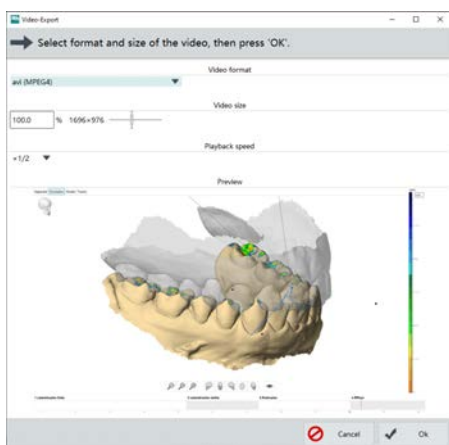 Video-Export
Select format and size of the video, then press 'OK'.
Video format
avi (MPEG4)
Video size
100.0 % 1696×976
Playback speed
×1/2
Preview
Cancel
Ok